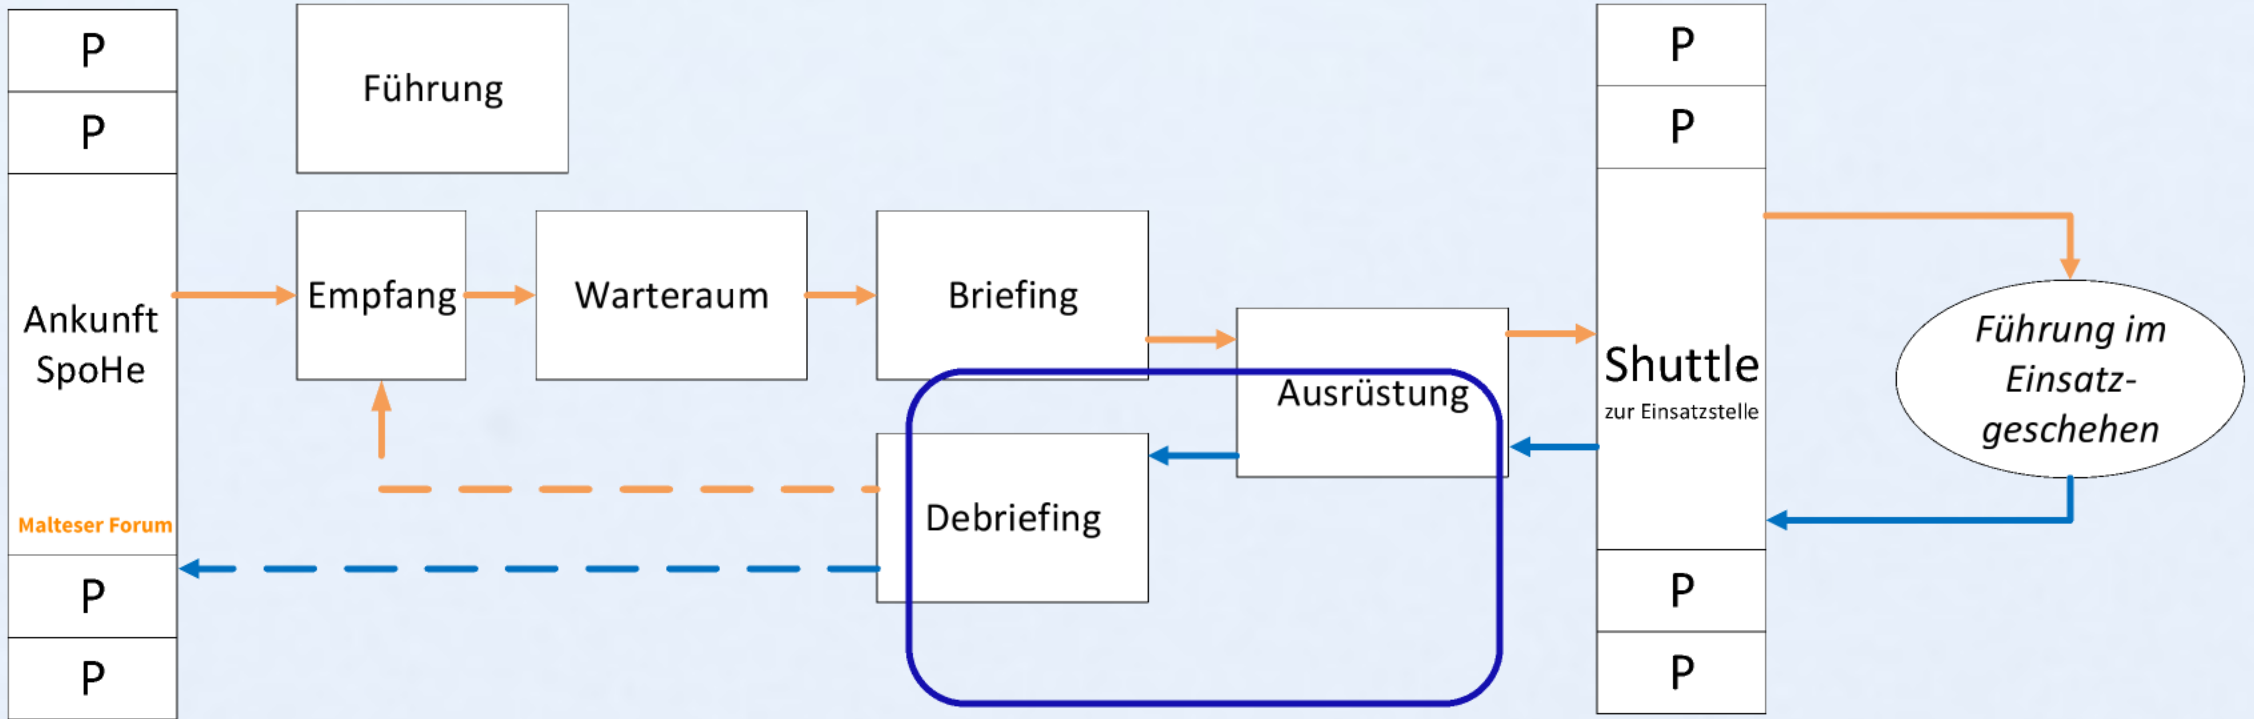 P
P
Ankunft
SpoHe
Malteser Forum
P
P
Führung
Empfang
Warteraum
Briefing
Debriefing
Ausrüstung
P
P
Shuttle
zur Einsatzstelle
P
P
Führung im
Einsatz-
geschehen